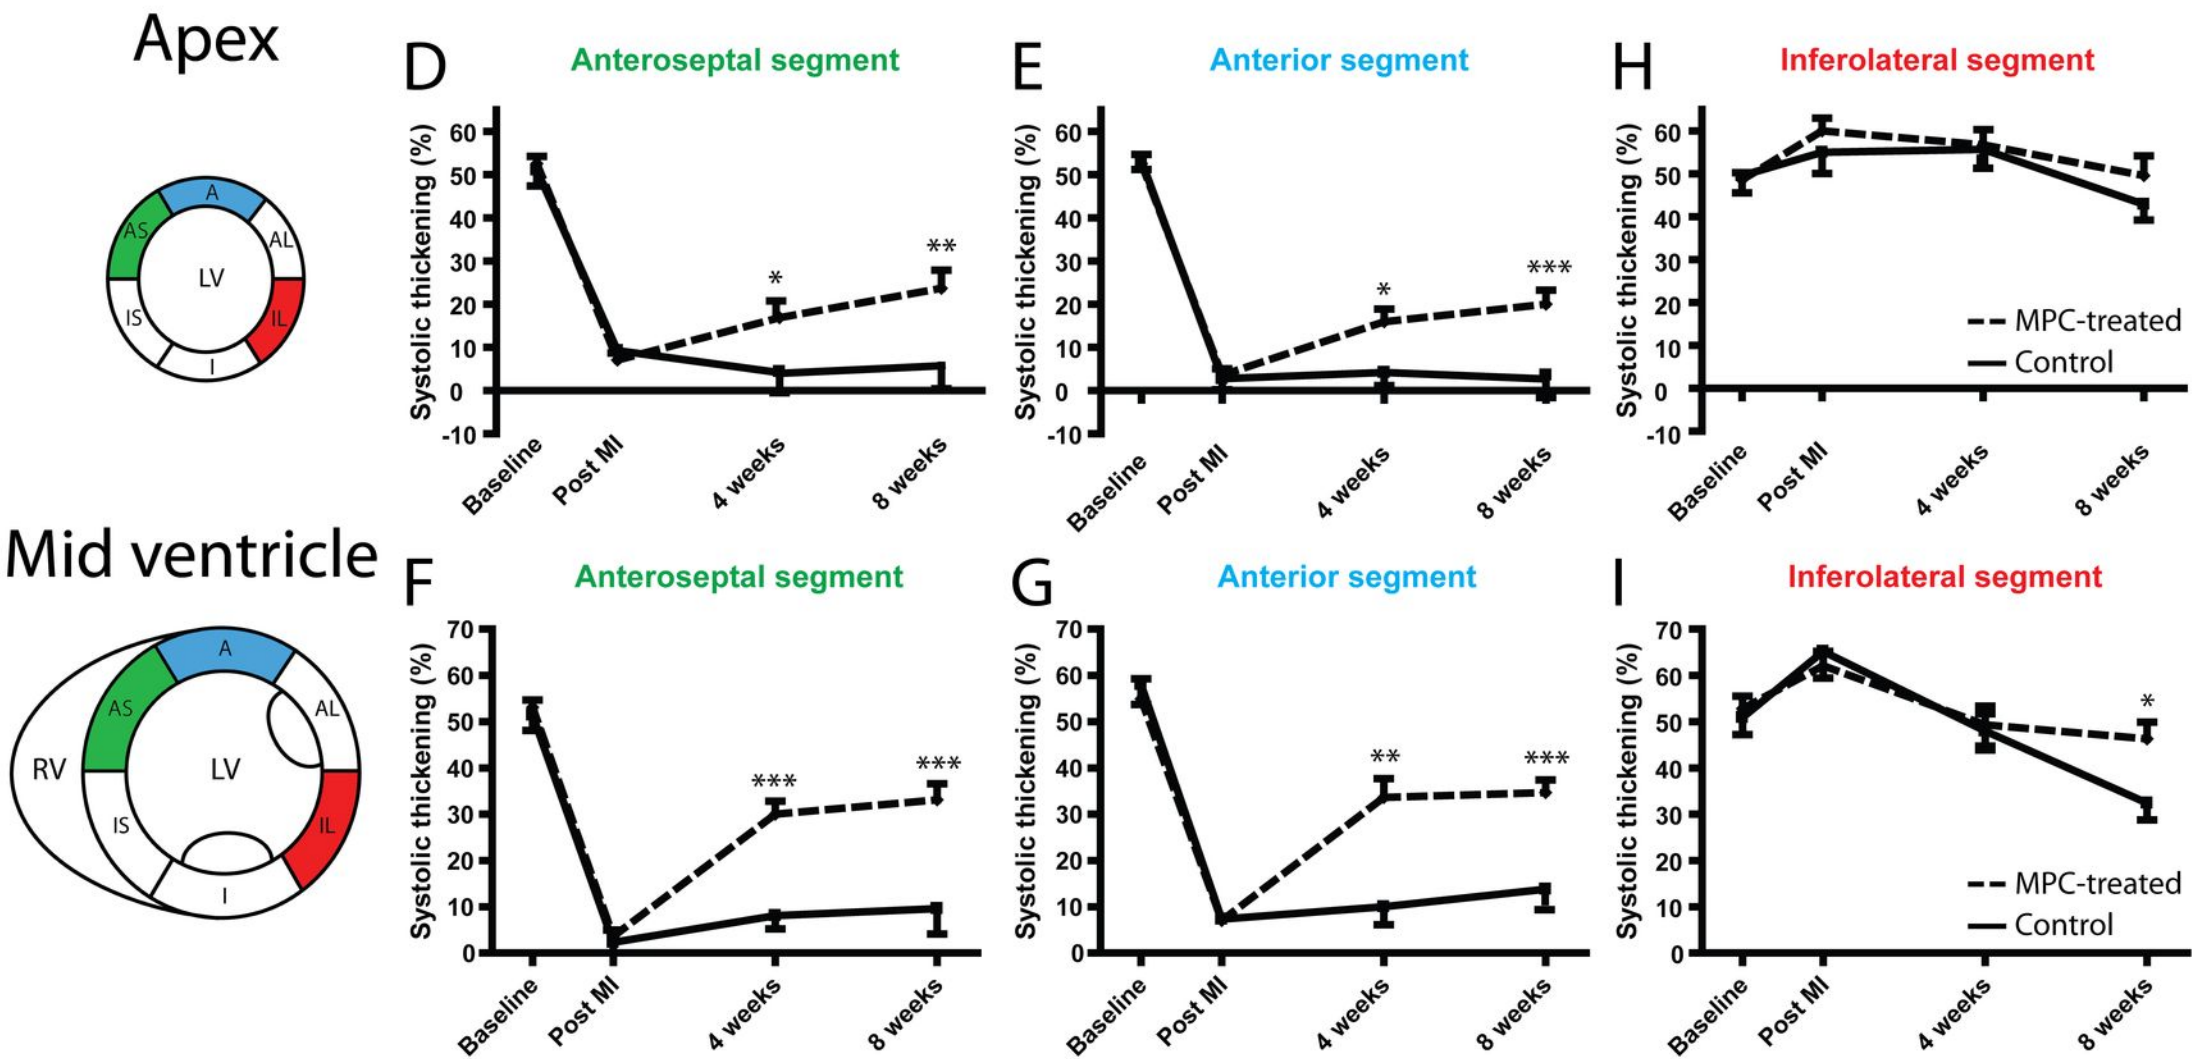 Apex
A
AS
AL
LV
IS
IL
I
D
Anteroseptal segment
Systolic thickening (%)
60
50
40
30
20
10
0
-10
*
**
Baseline
Post MI
4 weeks
8 weeks
E
Anterior segment
Systolic thickening (%)
60
50
40
30
20
10
0
-10
*
***
Baseline
Post MI
4 weeks
8 weeks
H
Inferolateral segment
Systolic thickening (%)
60
50
40
30
20
10
0
-10
MPC-treated
Control
Baseline
Post MI
4 weeks
8 weeks
Mid ventricle
A
AS
AL
RV
LV
IS
IL
I
F
Anteroseptal segment
Systolic thickening (%)
70
60
50
40
30
20
10
0
***
***
Baseline
Post MI
4 weeks
8 weeks
G
Anterior segment
Systolic thickening (%)
70
60
50
40
30
20
10
0
**
***
Baseline
Post MI
4 weeks
8 weeks
I
Inferolateral segment
Systolic thickening (%)
70
60
50
40
30
20
10
0
*
MPC-treated
Control
Baseline
Post MI
4 weeks
8 weeks